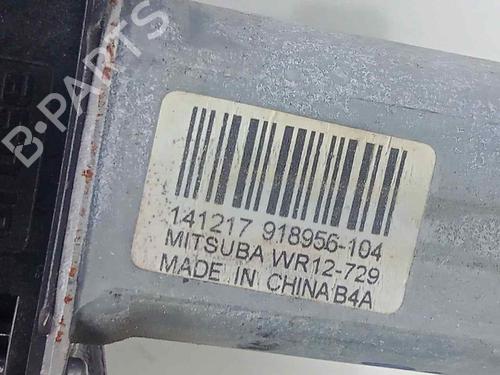 B-PARTS
141217 918956-104
MITSUBA WR12-729
MADE IN CHINA B4A